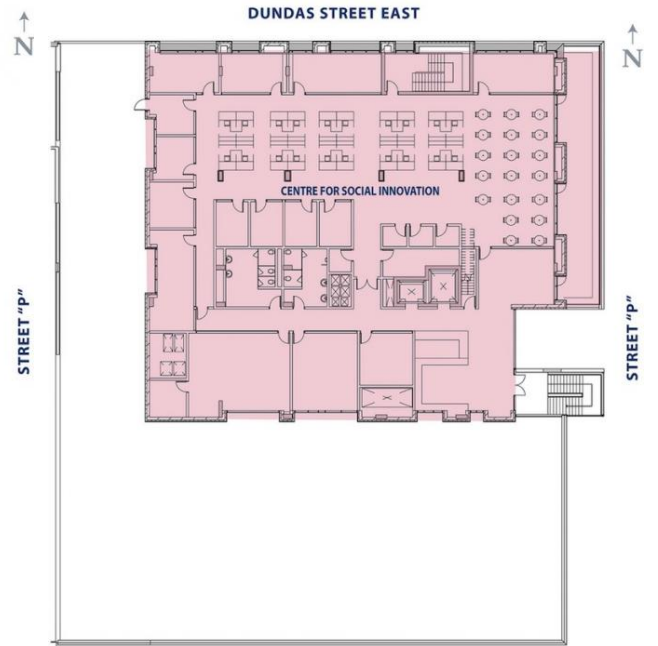 DUNDAS STREET EAST
N
N
CENTRE FOR SOCIAL INNOVATION
STREET "P"
STREET "P"